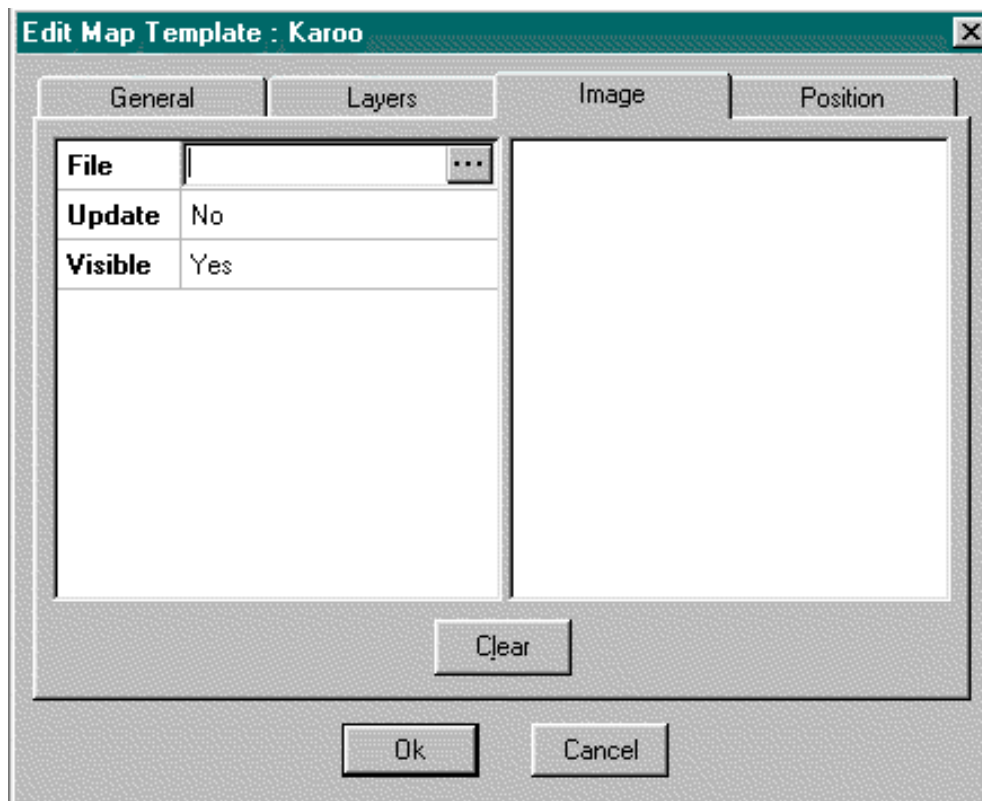 Edit Map Template : Karoo
General Layers Image Position
File ...
Update No
Visible Yes
Clear
Ok Cancel